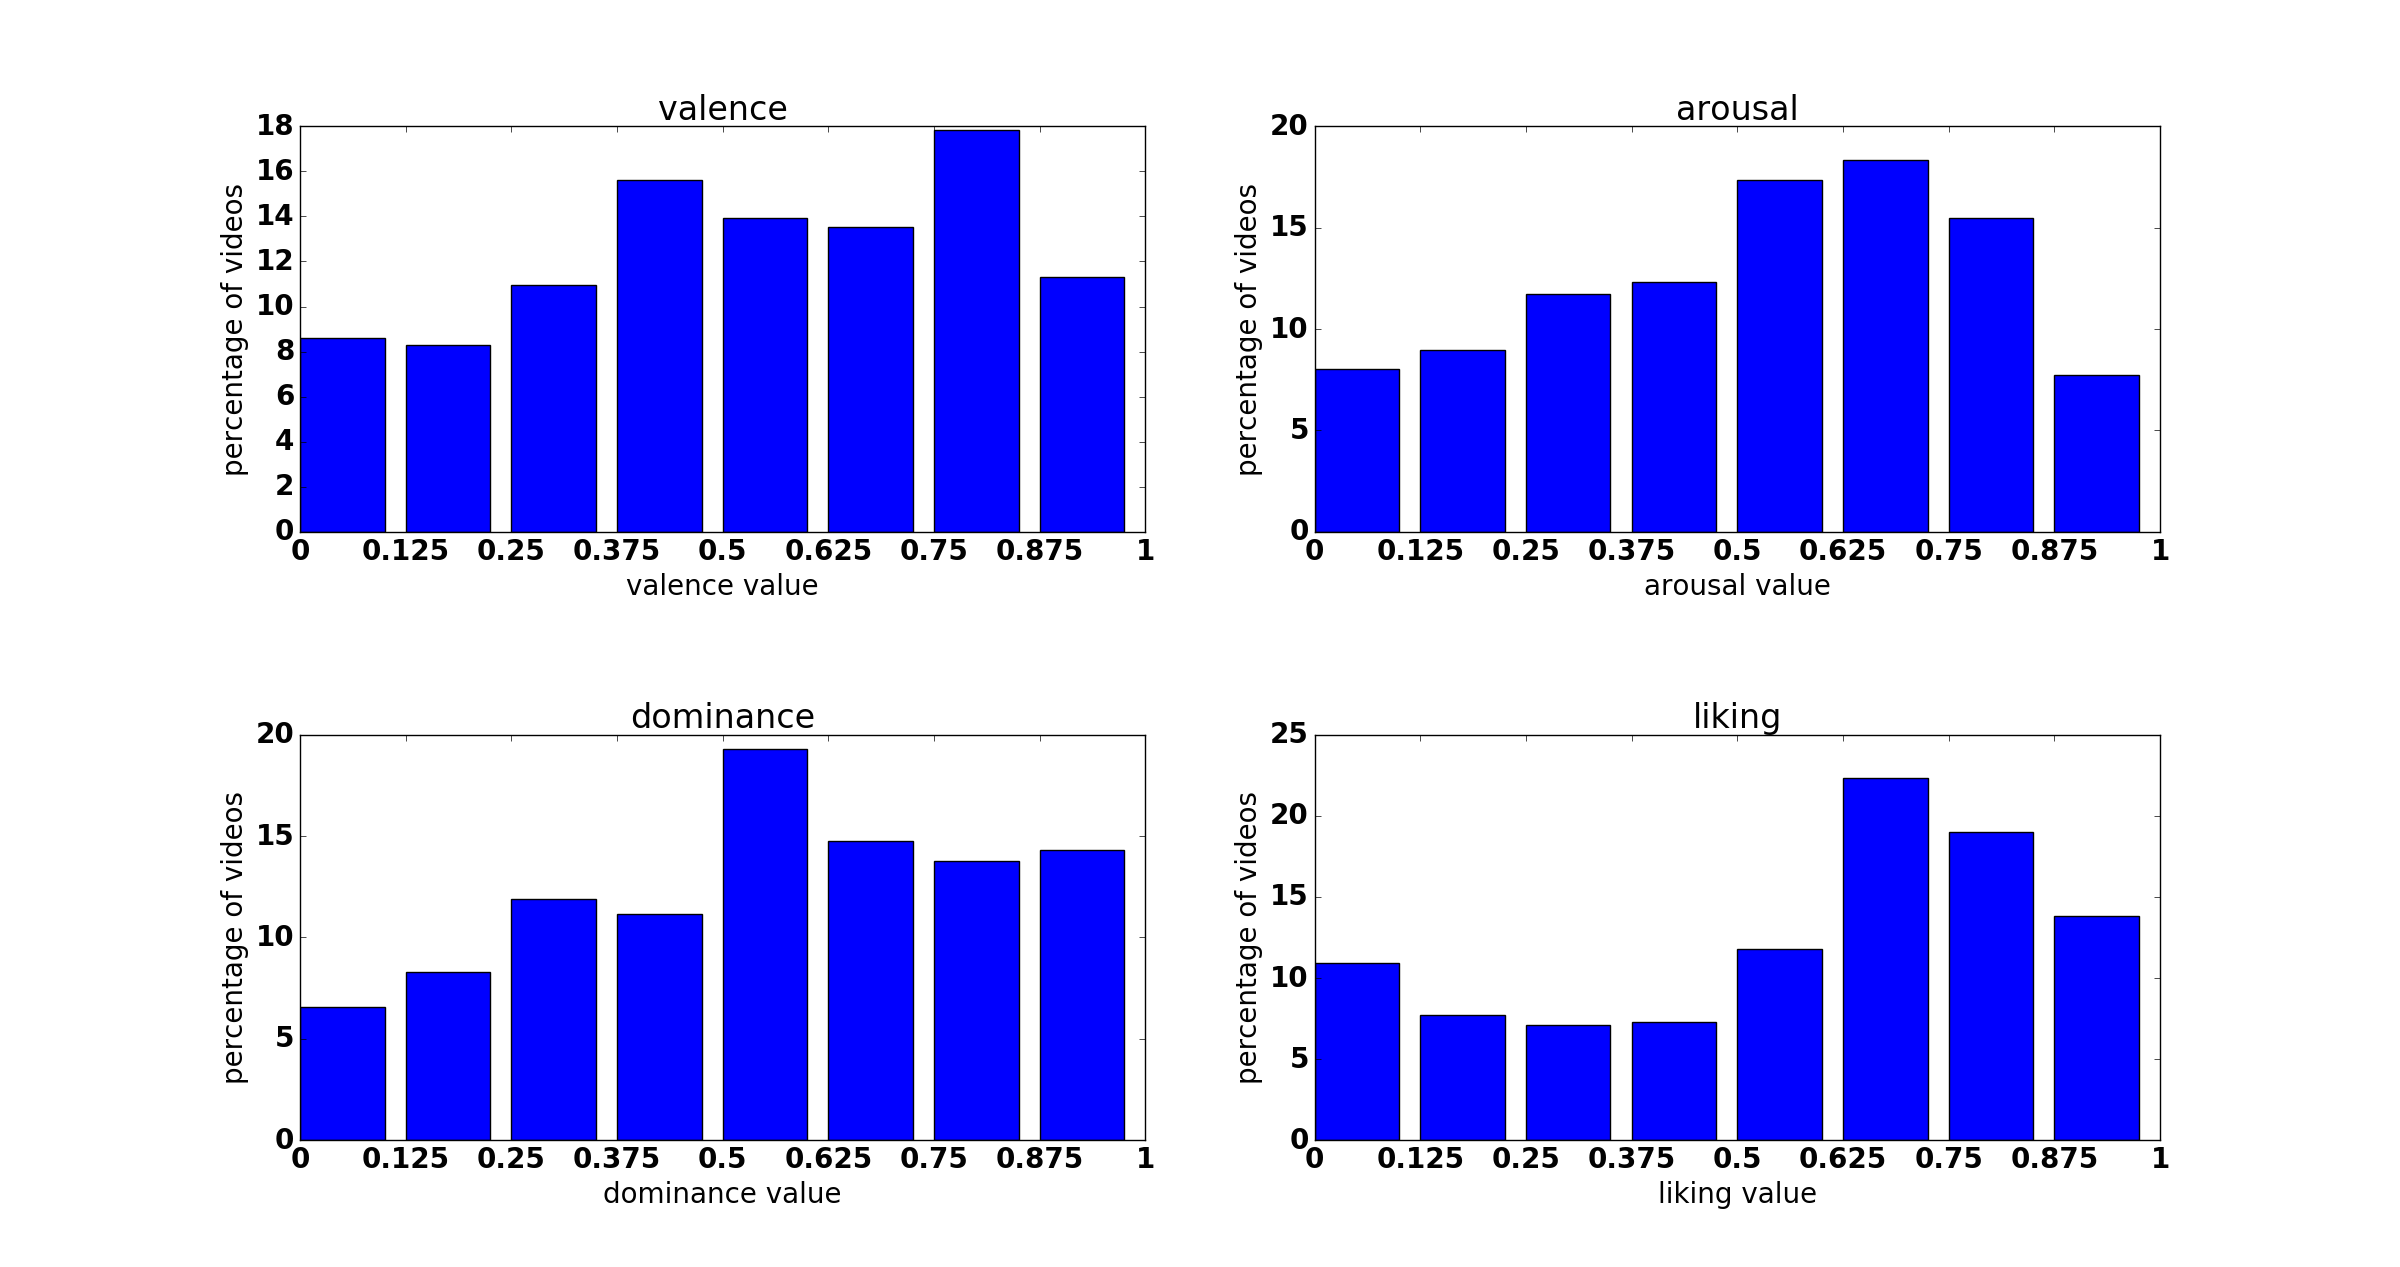 valence
18
16
14
12
10
8
6
4
2
0
percentage of videos
0 0.125 0.25 0.375 0.5 0.625 0.75 0.875 1
valence value
arousal
20
15
10
5
0
percentage of videos
0 0.125 0.25 0.375 0.5 0.625 0.75 0.875 1
arousal value
dominance
20
15
10
5
0
percentage of videos
0 0.125 0.25 0.375 0.5 0.625 0.75 0.875 1
dominance value
liking
25
20
15
10
5
0
percentage of videos
0 0.125 0.25 0.375 0.5 0.625 0.75 0.875 1
liking value